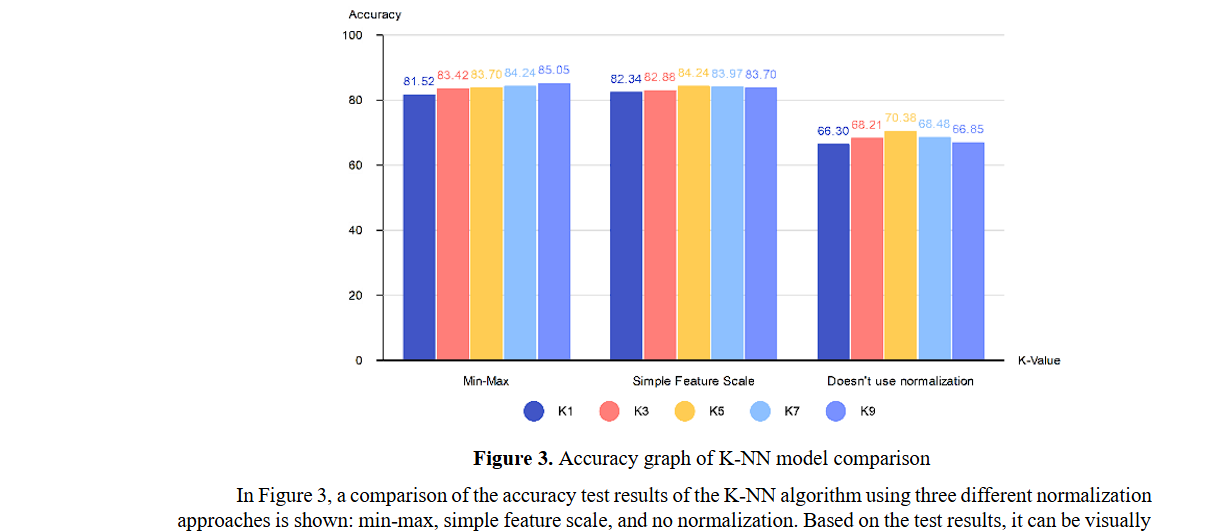 Accuracy
100
81.52 83.42 83.70 84.24 85.05 82.34 82.88 84.24 83.97 83.70
80
66.30 68.21 70.38 68.48 66.85
60
40
20
0
K-Value
Min-Max Simple Feature Scale Doesn't use normalization
K1 K3 K5 K7 K9
Figure 3. Accuracy graph of K-NN model comparison
In Figure 3, a comparison of the accuracy test results of the K-NN algorithm using three different normalization
approaches is shown: min-max, simple feature scale, and no normalization. Based on the test results, it can be visually